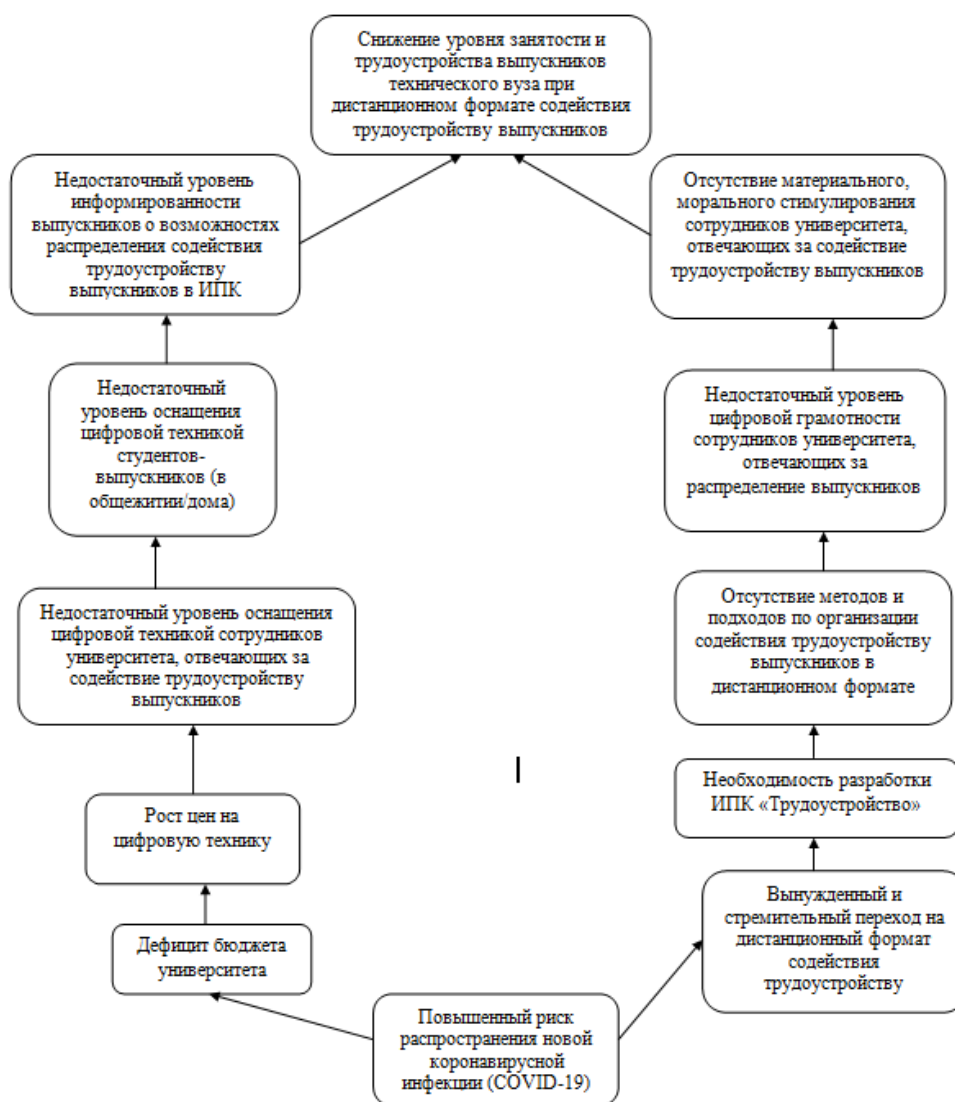 Снижение уровня занятости и
трудоустройства выпускников
технического вуза при
дистанционном формате содействия
трудоустройству выпускников
Недостаточный уровень
информированности
выпускников о возможностях
распределения содействия
трудоустройству
выпускников в ИПК
Отсутствие материального,
морального стимулирования
сотрудников университета,
отвечающих за содействие
трудоустройству выпускников
Недостаточный
уровень оснащения
цифровой техникой
студентов-
выпускников (в
общежитии/дома)
Недостаточный уровень
цифровой грамотности
сотрудников университета,
отвечающих за
распределение выпускников
Недостаточный уровень оснащения
цифровой техникой сотрудников
университета, отвечающих за
содействие трудоустройству
выпускников
Отсутствие методов и
подходов по организации
содействия трудоустройству
выпускников в
дистанционном формате
Рост цен на
цифровую технику
Необходимость разработки
ИПК «Трудоустройство»
Дефицит бюджета
университета
Вынужденный и
стремительный переход на
дистанционный формат
содействия
трудоустройству
Повышенный риск
распространения новой
коронавирусной
инфекции (COVID-19)